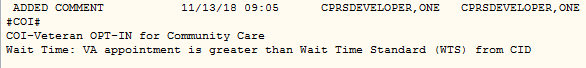 ADDED COMMENT 11/13/18 09:05 CPRSDEVELOPER,ONE CPRSDEVELOPER,ONE
#COI#
COI-Veteran OPT-IN for Community Care
Wait Time: VA appointment is greater than Wait Time Standard (WTS) from CID